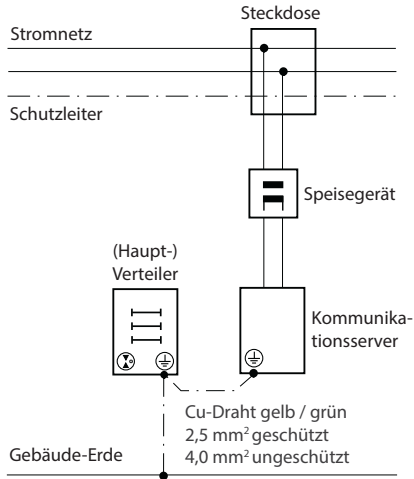 Steckdose
Stromnetz
Schutzleiter
Speisegerät
(Haupt-)
Verteiler
Kommunika-
tionsserver
Cu-Draht gelb / grün
2,5 mm² geschützt
4,0 mm² ungeschützt
Gebäude-Erde